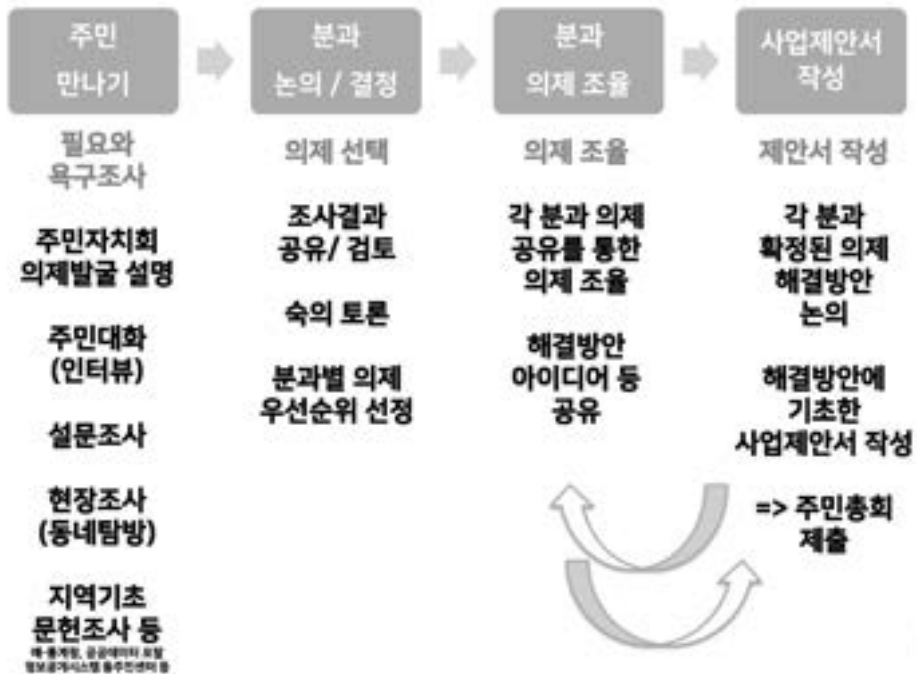 주민
만나기
필요와
욕구조사
주민자치회
의제발굴 설명
주민대화
(인터뷰)
설문조사
현장조사
(동네탐방)
지역기초
문헌조사 등
분과
논의 / 결정
의제 선택
조사결과
공유/ 검토
숙의 토론
분과별 의제
우선순위 선정
분과
의제 조율
의제 조율
각 분과 의제
공유를 통한
의제 조율
해결방안
아이디어 등
공유
사업제안서
작성
제안서 작성
각 분과
확정된 의제
해결방안
논의
해결방안에
기초한
사업제안서 작성
=> 주민총회
제출